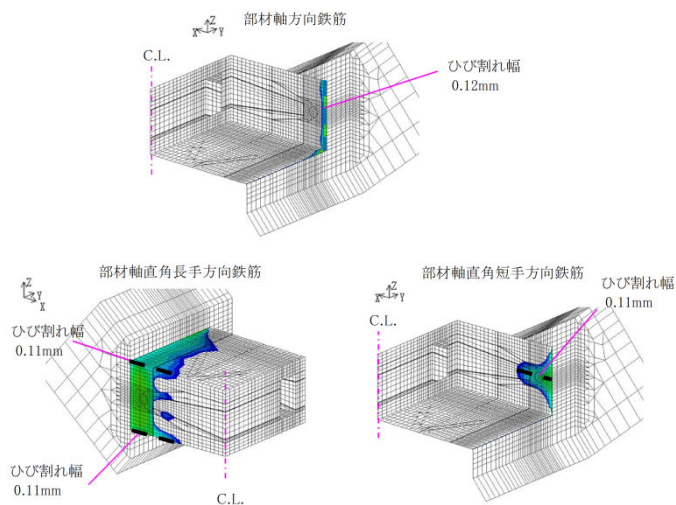 部材軸方向鉄筋
Z
X
Y
C.L.
ひび割れ幅
0.12mm
部材軸直角長手方向鉄筋
Z
Y
X
ひび割れ幅
0.11mm
ひび割れ幅
0.11mm
C.L.
部材軸直角短手方向鉄筋
Z
X
Y
ひび割れ幅
0.11mm
C.L.